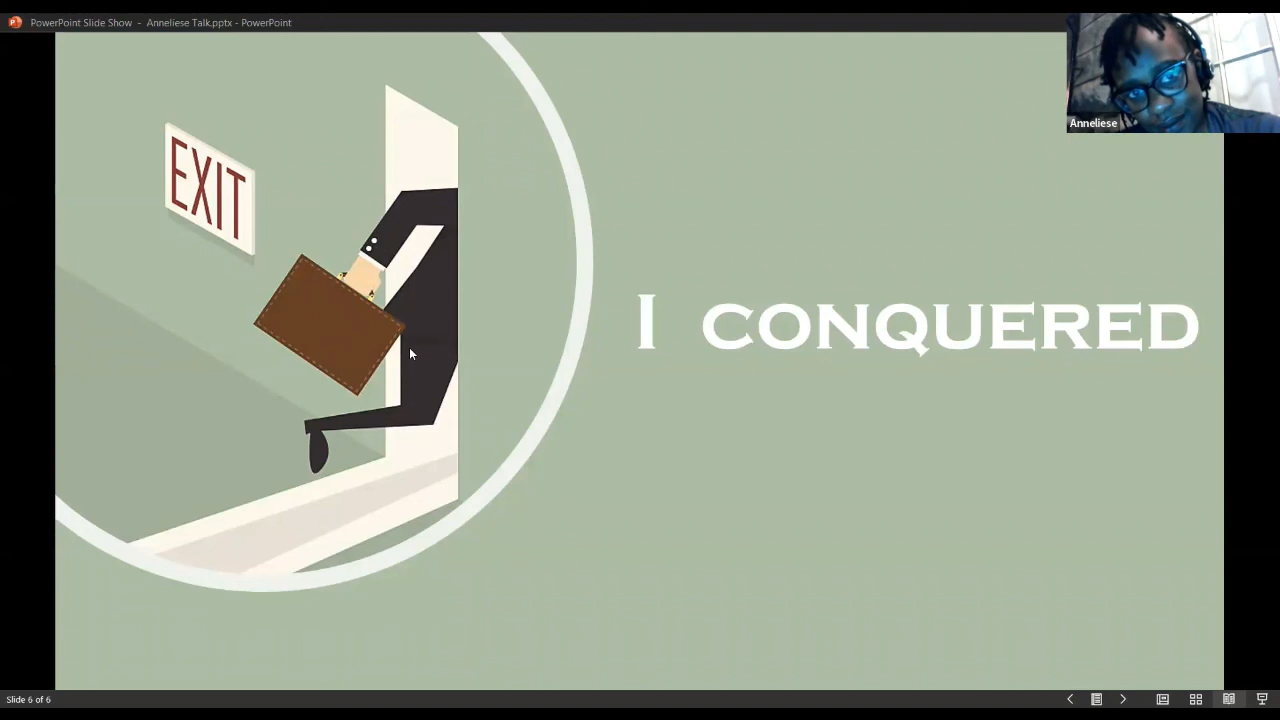 PowerPoint Slide Show - Anneliese Talk.pptx - PowerPoint
Anneliese
EXIT
I CONQUERED
Slide 6 of 6